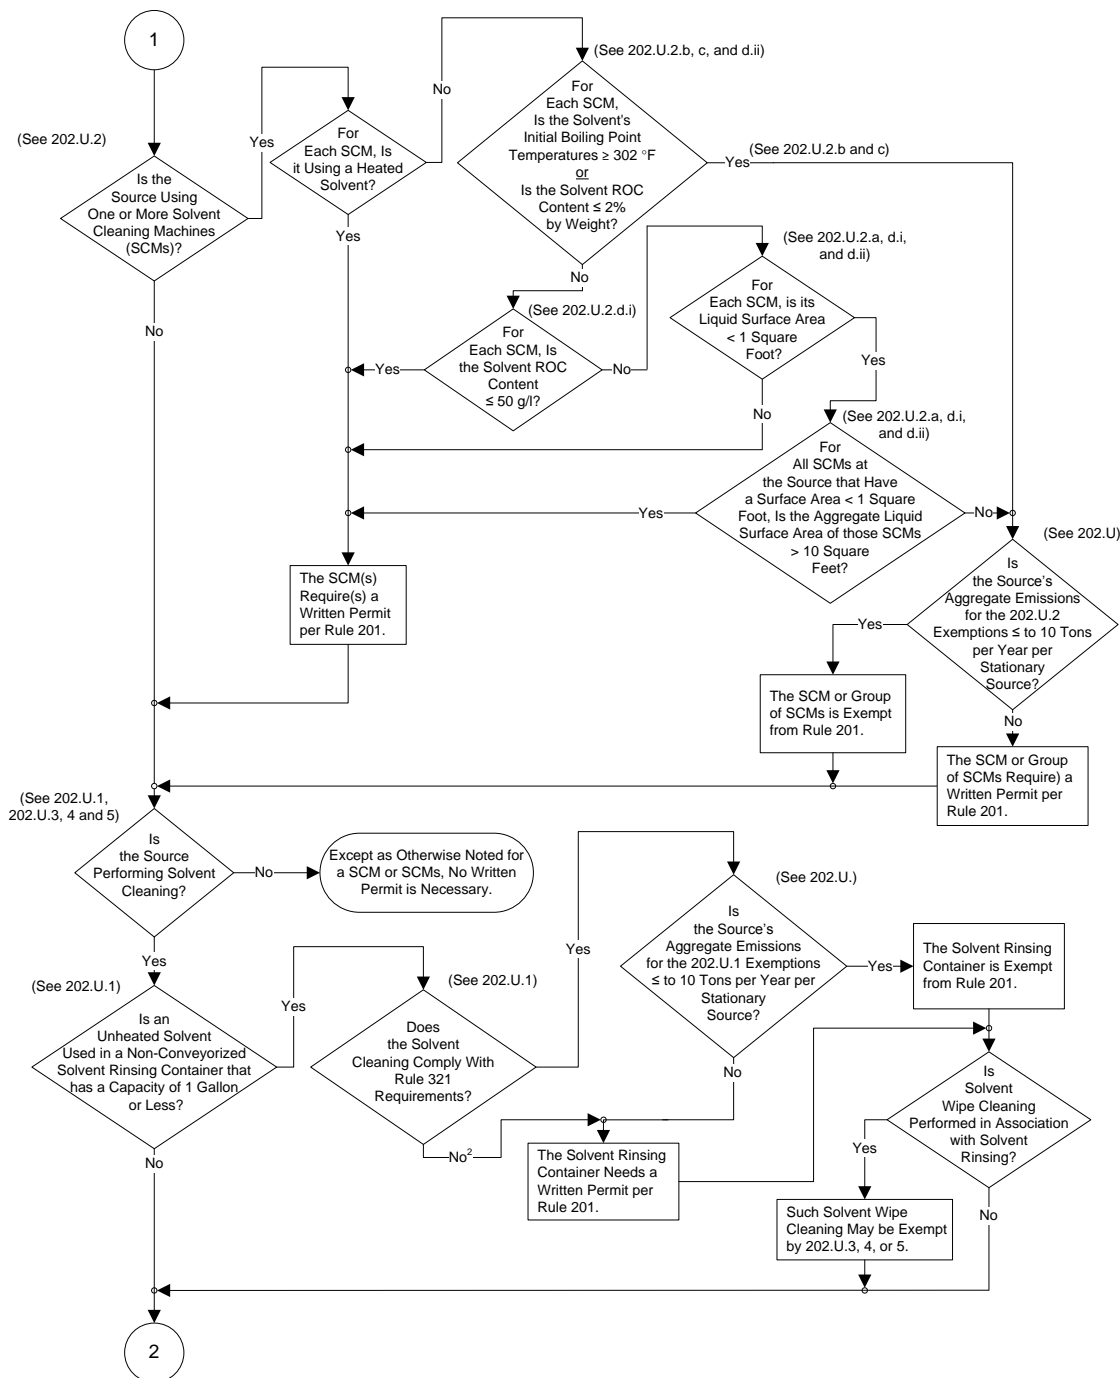 1
(See 202.U.2)
Is the
Source Using
One or More Solvent
Cleaning Machines
(SCMs)?
Yes
No
For
Each SCM, Is
it Using a Heated
Solvent?
No
Yes
(See 202.U.2.b, c, and d.ii)
For
Each SCM,
Is the Solvent's
Initial Boiling Point
Temperatures ≥ 302 °F
or
Is the Solvent ROC
Content ≤ 2%
by Weight?
Yes (See 202.U.2.b and c)
No
(See 202.U.2.d.i)
For
Each SCM, Is
the Solvent ROC
Content
≤ 50 g/l?
Yes
No
(See 202.U.2.a, d.i,
and d.ii)
For
Each SCM, is its
Liquid Surface Area
< 1 Square
Foot?
Yes
No
(See 202.U.2.a, d.i,
and d.ii)
For
All SCMs at
the Source that Have
a Surface Area < 1 Square
Foot, Is the Aggregate Liquid
Surface Area of those SCMs
> 10 Square
Feet?
Yes
No
The SCM(s)
Require(s) a
Written Permit
per Rule 201.
(See 202.U)
Is
the Source's
Aggregate Emissions
for the 202.U.2
Exemptions ≤ to 10 Tons
per Year per
Stationary
Source?
Yes
No
The SCM or Group
of SCMs is Exempt
from Rule 201.
The SCM or Group
of SCMs Require) a
Written Permit per
Rule 201.
(See 202.U.1,
202.U.3, 4 and 5)
Is
the Source
Performing Solvent
Cleaning?
No
Except as Otherwise Noted for
a SCM or SCMs, No Written
Permit is Necessary.
Yes
(See 202.U.1)
Is an
Unheated Solvent
Used in a Non-Conveyorized
Solvent Rinsing Container that
has a Capacity of 1 Gallon
or Less?
Yes
No
(See 202.U.1)
Does
the Solvent
Cleaning Comply With
Rule 321
Requirements?
Yes
No2
(See 202.U.)
Is
the Source's
Aggregate Emissions
for the 202.U.1 Exemptions
≤ to 10 Tons per Year per
Stationary
Source?
Yes
No
The Solvent Rinsing
Container is Exempt
from Rule 201.
The Solvent Rinsing
Container Needs a
Written Permit per
Rule 201.
Is
Solvent
Wipe Cleaning
Performed in Association
with Solvent
Rinsing?
Yes
No
Such Solvent Wipe
Cleaning May be Exempt
by 202.U.3, 4, or 5.
2